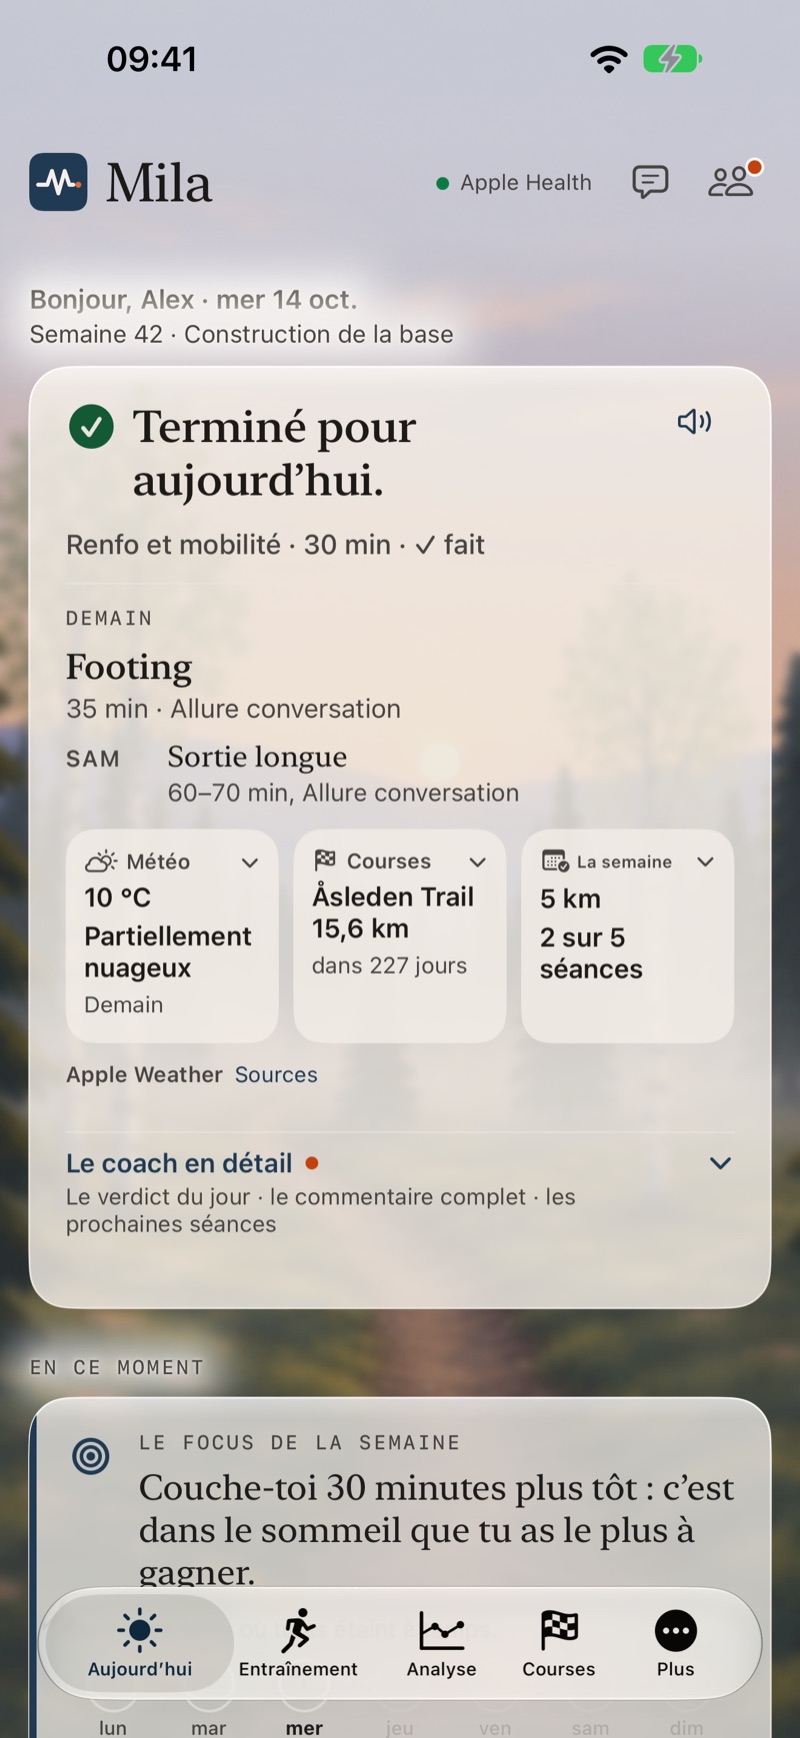 09:41
Mila
Apple Health
Bonjour, Alex · mer 14 oct.
Semaine 42 · Construction de la base
Terminé pour
aujourd’hui.
Renfo et mobilité · 30 min · ✓ fait
DEMAIN
Footing
35 min · Allure conversation
SAM Sortie longue
60–70 min, Allure conversation
Météo
10 °C
Partiellement
nuageux
Demain
Courses
Åsleden Trail
15,6 km
dans 227 jours
La semaine
5 km
2 sur 5
séances
Apple Weather Sources
Le coach en détail
Le verdict du jour · le commentaire complet · les
prochaines séances
EN CE MOMENT
LE FOCUS DE LA SEMAINE
Couche-toi 30 minutes plus tôt : c’est
dans le sommeil que tu as le plus à
gagner.
Aujourd’hui Entraînement Analyse Courses Plus
lun mar mer jeu ven sam dim